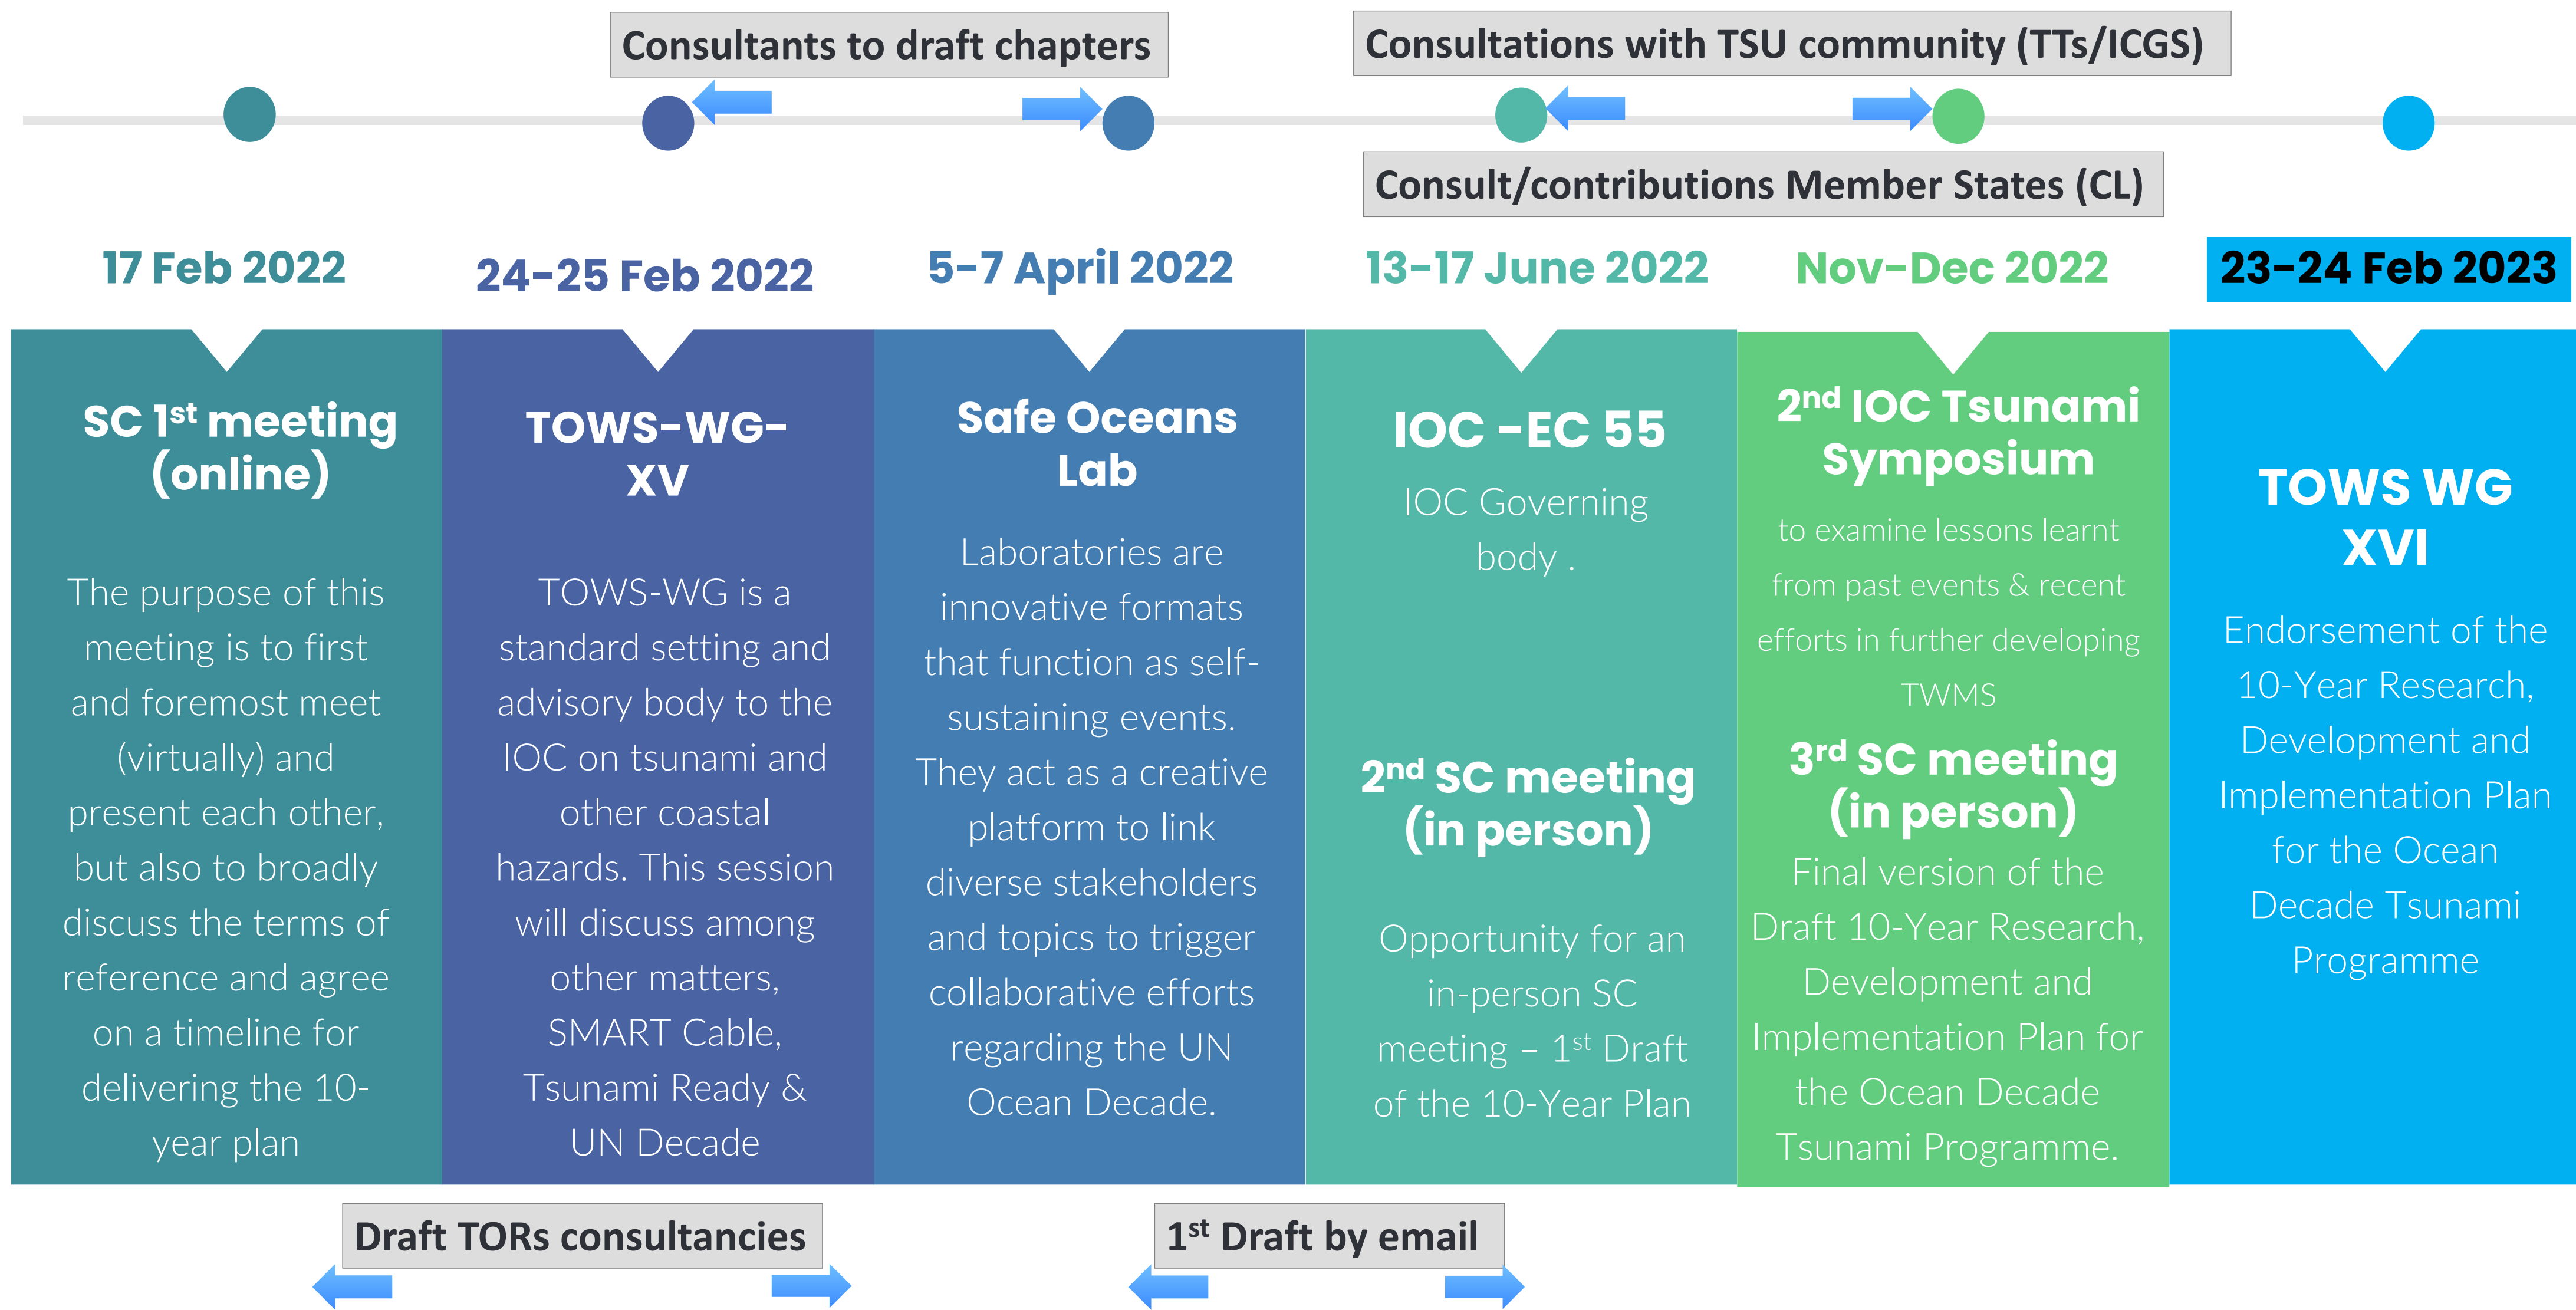 Consultants to draft chapters
Consultations with TSU community (TTs/ICGS)
Consult/contributions Member States (CL)
17 Feb 2022
SC 1st meeting
(online)
The purpose of this
meeting is to first
and foremost meet
(virtually) and
present each other,
but also to broadly
discuss the terms of
reference and agree
on a timeline for
delivering the 10-
year plan
24-25 Feb 2022
TOWS-WG-
XV
TOWS-WG is a
standard setting and
advisory body to the
IOC on tsunami and
other coastal
hazards. This session
will discuss among
other matters,
SMART Cable,
Tsunami Ready &
UN Decade
5-7 April 2022
Safe Oceans
Lab
Laboratories are
innovative formats
that function as self-
sustaining events.
They act as a creative
platform to link
diverse stakeholders
and topics to trigger
collaborative efforts
regarding the UN
Ocean Decade.
13-17 June 2022
IOC -EC 55
IOC Governing
body .
2nd SC meeting
(in person)
Opportunity for an
in-person SC
meeting – 1st Draft
of the 10-Year Plan
Nov-Dec 2022
2nd IOC Tsunami
Symposium
to examine lessons learnt
from past events & recent
efforts in further developing
TWMS
3rd SC meeting
(in person)
Final version of the
Draft 10-Year Research,
Development and
Implementation Plan for
the Ocean Decade
Tsunami Programme.
23-24 Feb 2023
TOWS WG
XVI
Endorsement of the
10-Year Research,
Development and
Implementation Plan
for the Ocean
Decade Tsunami
Programme
Draft TORs consultancies
1st Draft by email